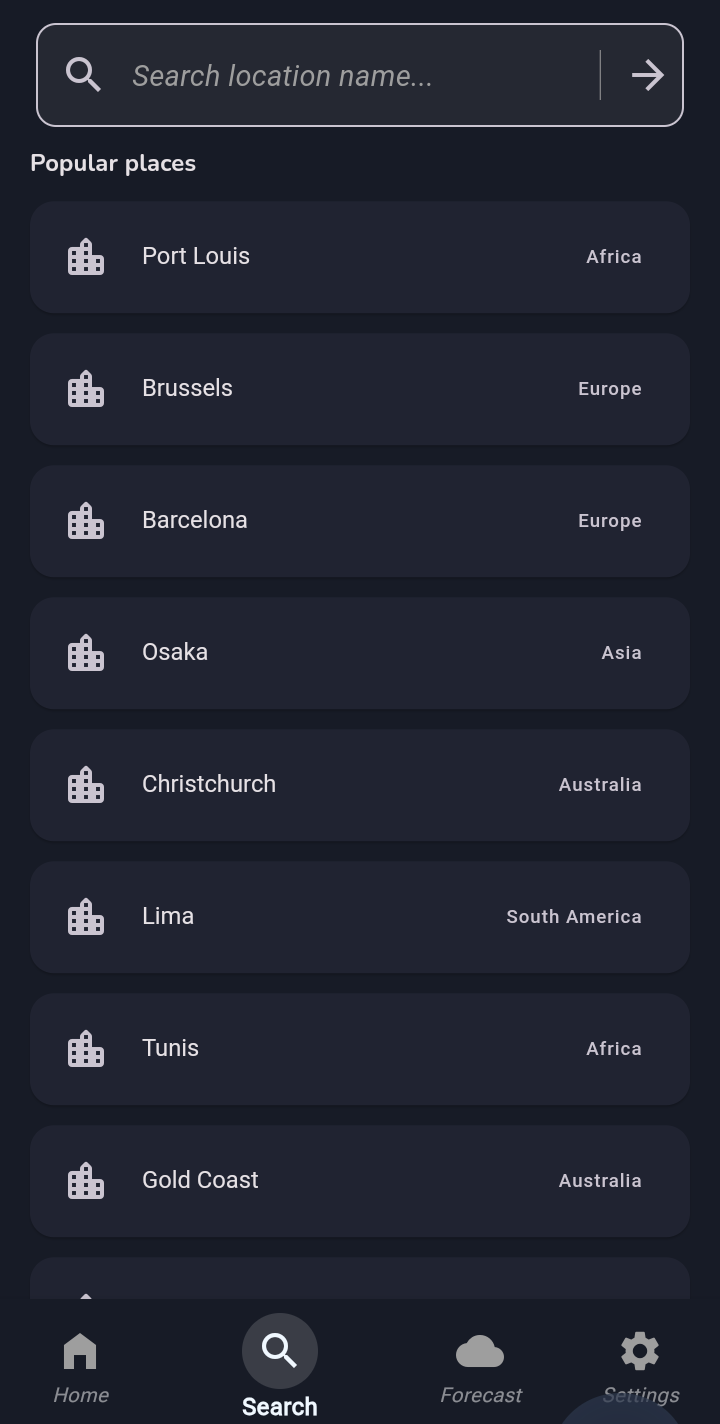 Search location name...
Popular places
Port Louis Africa
Brussels Europe
Barcelona Europe
Osaka Asia
Christchurch Australia
Lima South America
Tunis Africa
Gold Coast Australia
Home Search Forecast Settings